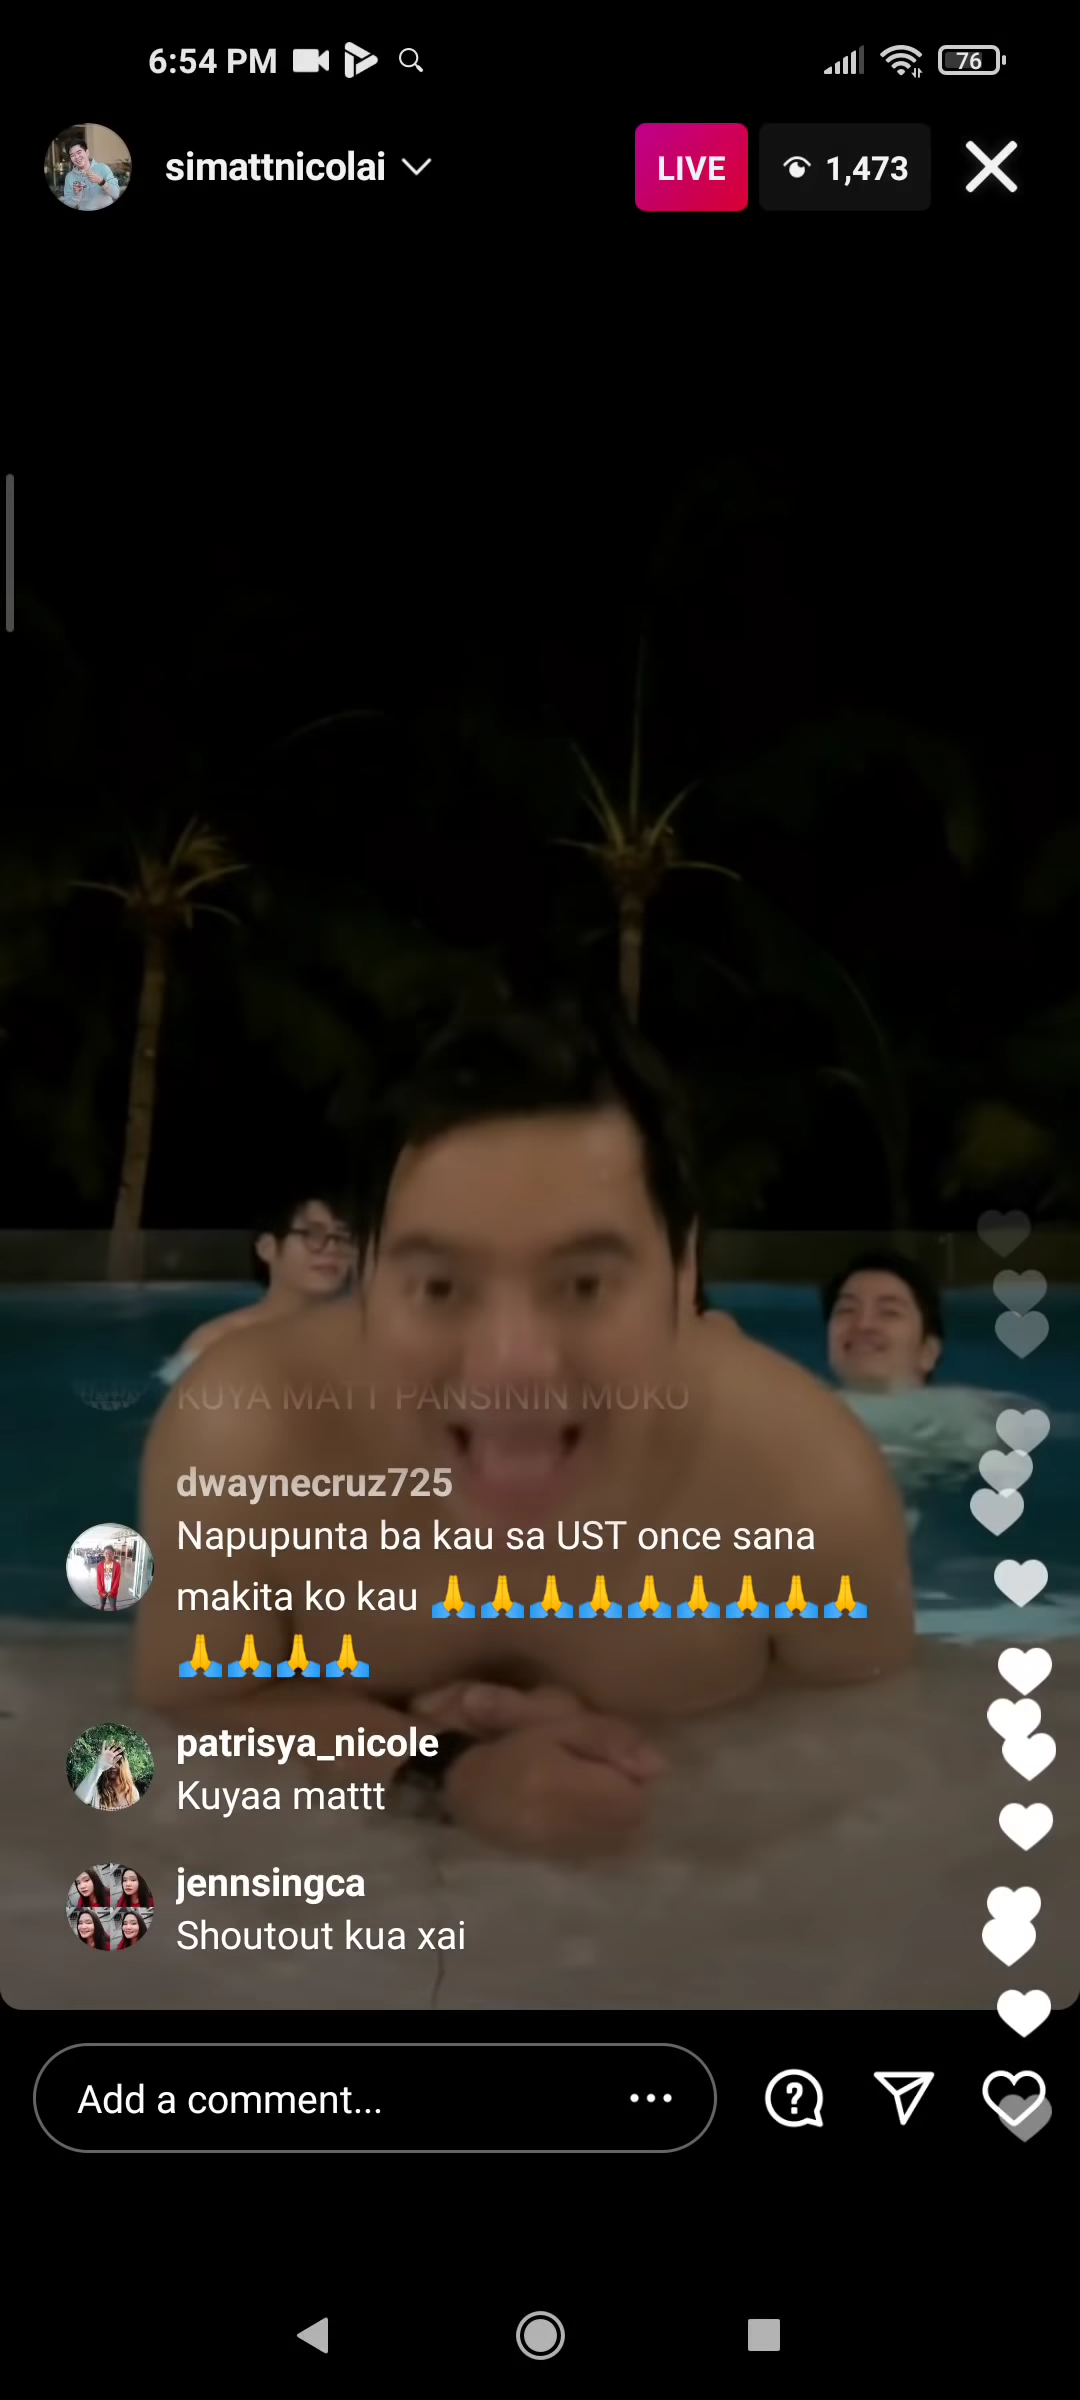 6:54 PM
76
simattnicolai
LIVE
1,473
KUYA MATT PANSININ MOKO
dwaynecruz725
Napupunta ba kau sa UST once sana
makita ko kau 🙏🙏🙏🙏🙏🙏🙏🙏🙏
🙏🙏🙏🙏
patrisya_nicole
Kuyaa mattt
jennsingca
Shoutout kua xai
Add a comment...